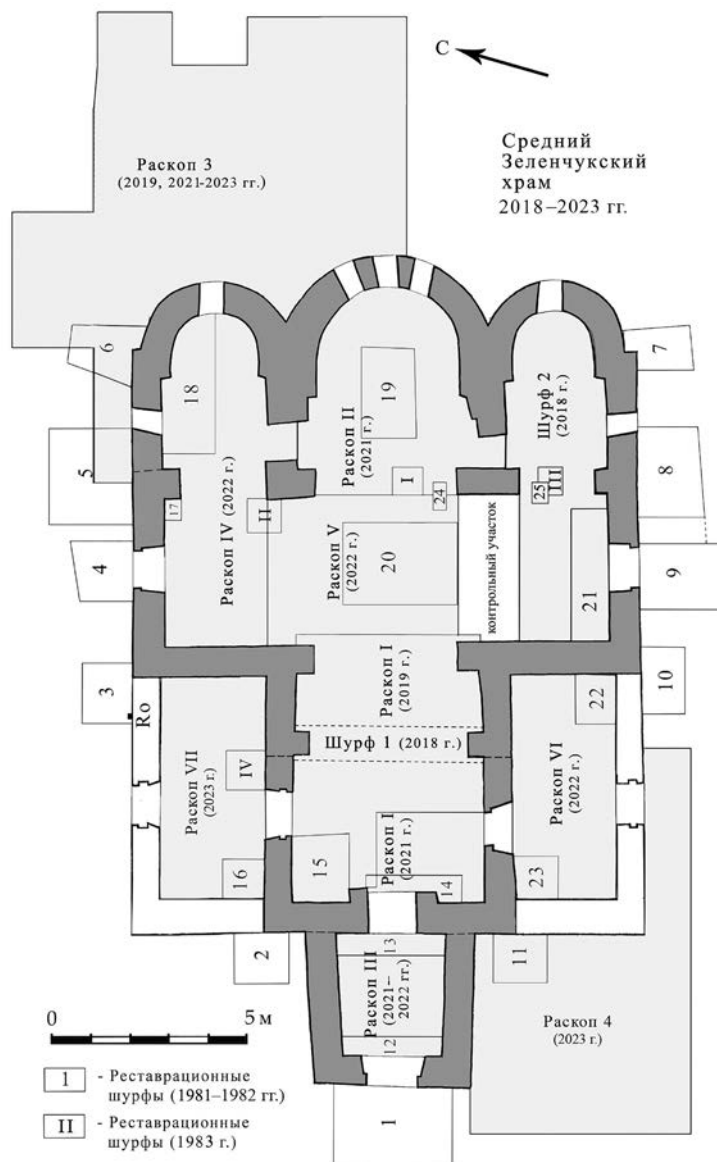 С
Средний
Зеленчукский
храм
2018–2023 гг.
Раскоп 3
(2019, 2021-2023 гг.)
6
7
18
19
Шурф 2
(2018 г.)
Раскоп II
(2021 г.)
5
8
I
24
25
III
17
II
Раскоп IV (2022 г.)
Раскоп V
(2022 г.)
20
контрольный участок
4
9
21
3
Ro
Раскоп I
(2019 г.)
22
10
Шурф 1 (2018 г.)
Раскоп VII
(2023 г.)
IV
Раскоп VI
(2022 г.)
Раскоп I
(2021 г.)
15
16
14
23
2
13
11
Раскоп III
(2021–
2022 гг.)
12
Раскоп 4
(2023 г.)
0 5 м
1 - Реставрационные
шурфы (1981–1982 гг.)
II - Реставрационные
шурфы (1983 г.)
1